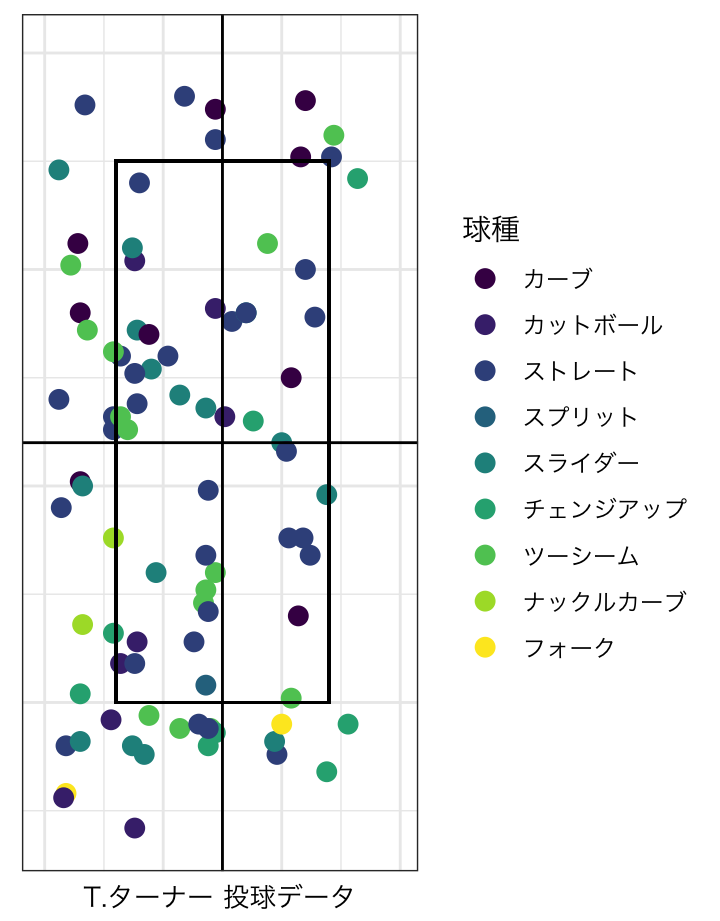 球種
カーブ
カットボール
ストレート
スプリット
スライダー
チェンジアップ
ツーシーム
ナックルカーブ
フォーク
T.ターナー 投球データ